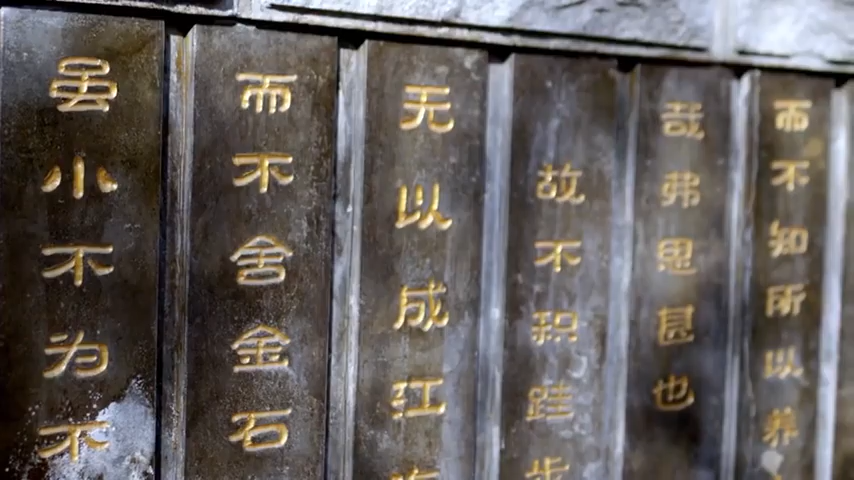 而不知所以养
哉弗思甚也
故不积跬步
无以成江
而不舍金石
虽小不为不